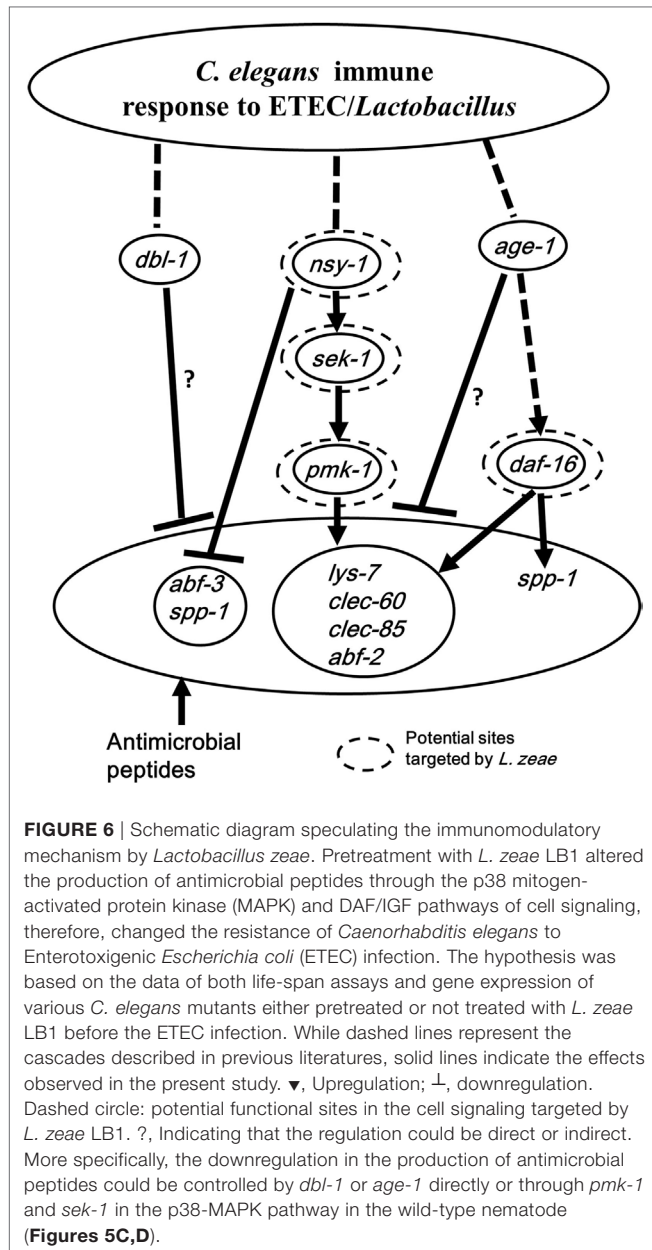 C. elegans immune
response to ETEC/Lactobacillus
dbl-1
nsy-1
age-1
?
sek-1
?
pmk-1
daf-16
abf-3
spp-1
lys-7
clec-60
clec-85
abf-2
spp-1
Antimicrobial
peptides
Potential sites
targeted by L. zeae
FIGURE 6 | Schematic diagram speculating the immunomodulatory
mechanism by Lactobacillus zeae. Pretreatment with L. zeae LB1 altered
the production of antimicrobial peptides through the p38 mitogen-
activated protein kinase (MAPK) and DAF/IGF pathways of cell signaling,
therefore, changed the resistance of Caenorhabditis elegans to
Enterotoxigenic Escherichia coli (ETEC) infection. The hypothesis was
based on the data of both life-span assays and gene expression of
various C. elegans mutants either pretreated or not treated with L. zeae
LB1 before the ETEC infection. While dashed lines represent the
cascades described in previous literatures, solid lines indicate the effects
observed in the present study. ▼, Upregulation; ⊥, downregulation.
Dashed circle: potential functional sites in the cell signaling targeted by
L. zeae LB1. ?, Indicating that the regulation could be direct or indirect.
More specifically, the downregulation in the production of antimicrobial
peptides could be controlled by dbl-1 or age-1 directly or through pmk-1
and sek-1 in the p38-MAPK pathway in the wild-type nematode
(Figures 5C,D).